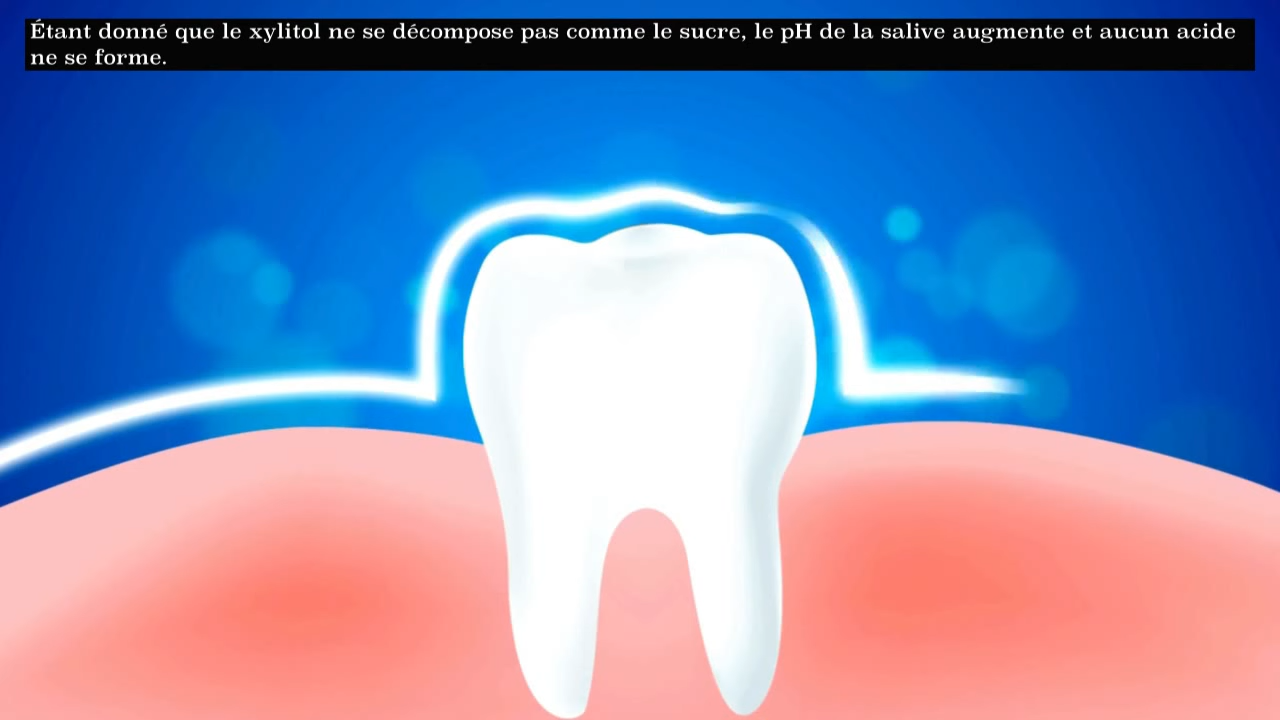 Étant donné que le xylitol ne se décompose pas comme le sucre, le pH de la salive augmente et aucun acide
ne se forme.